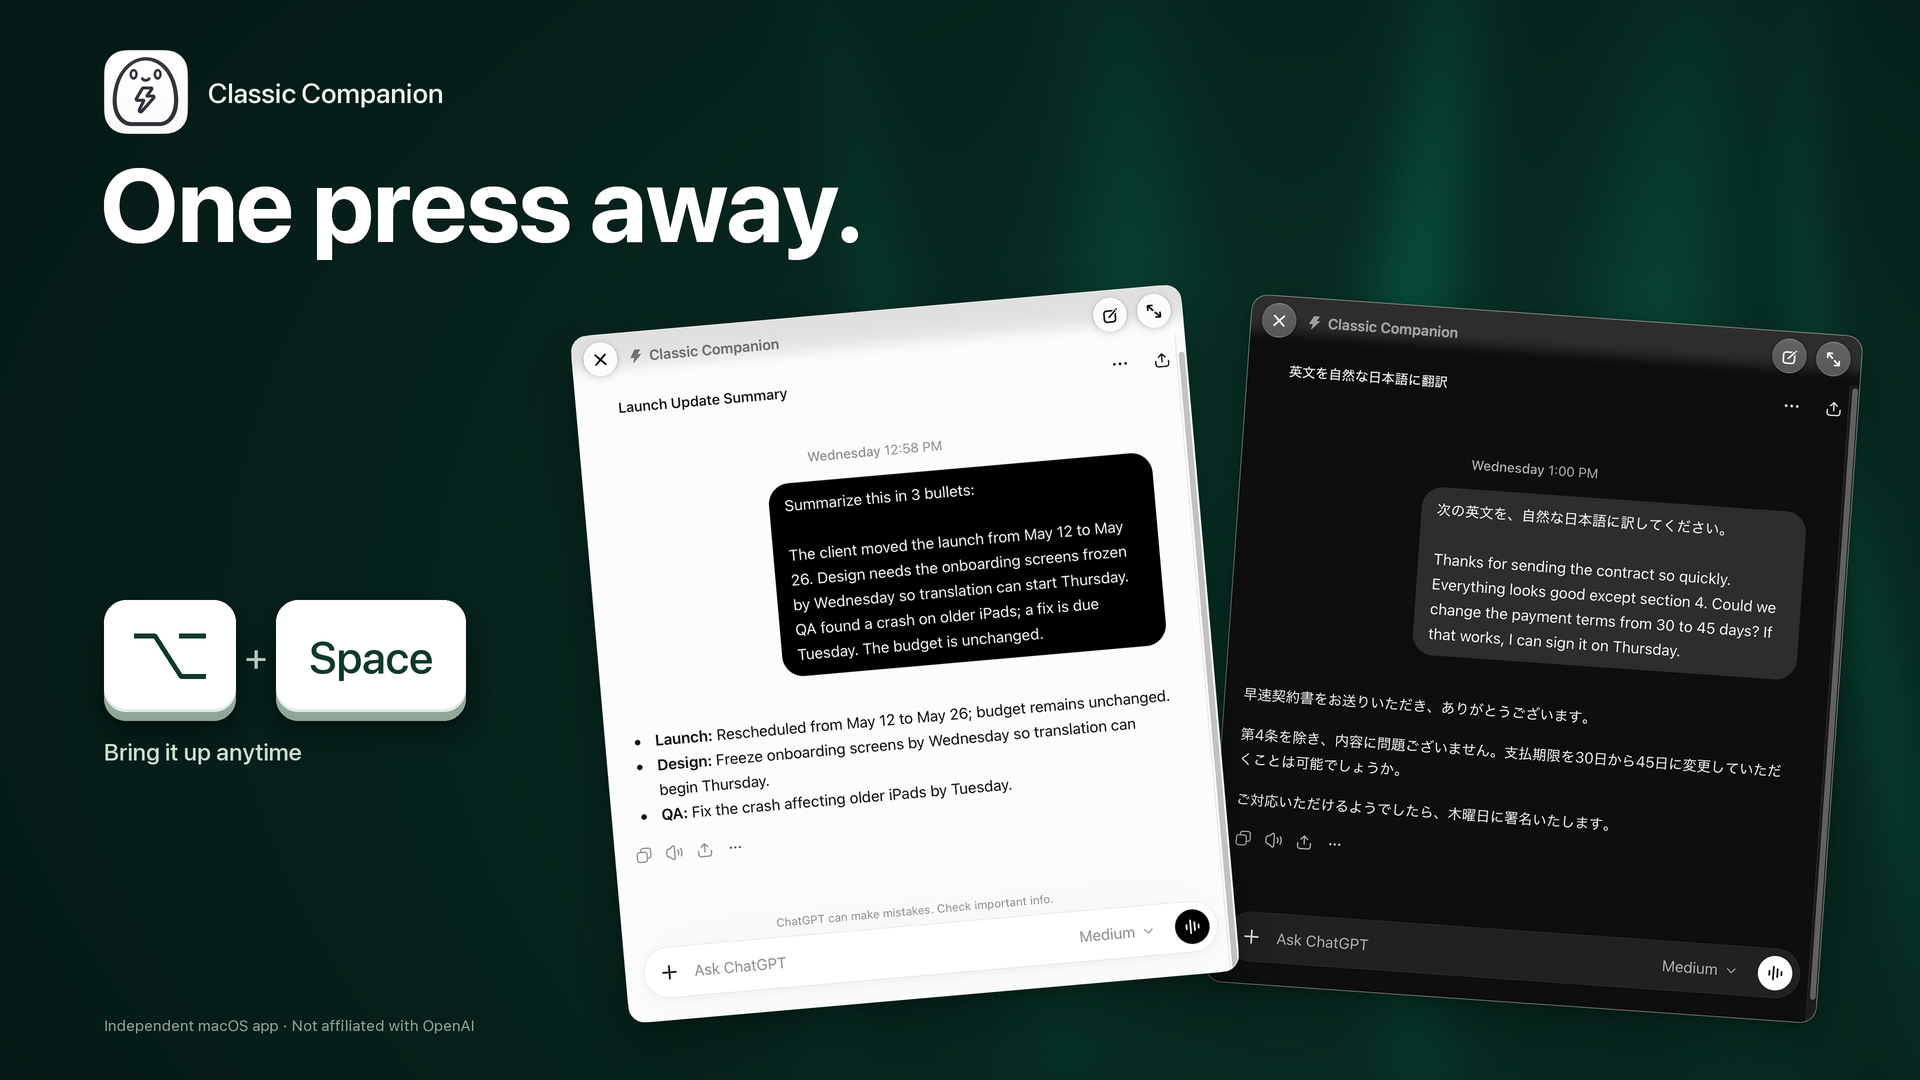 Classic Companion
One press away.
⌥ + Space
Bring it up anytime
Independent macOS app · Not affiliated with OpenAI
Classic Companion
Launch Update Summary
Wednesday 12:58 PM
Summarize this in 3 bullets:
The client moved the launch from May 12 to May
26. Design needs the onboarding screens frozen
by Wednesday so translation can start Thursday.
QA found a crash on older iPads; a fix is due
Tuesday. The budget is unchanged.
• Launch: Rescheduled from May 12 to May 26; budget remains unchanged.
• Design: Freeze onboarding screens by Wednesday so translation can
begin Thursday.
• QA: Fix the crash affecting older iPads by Tuesday.
ChatGPT can make mistakes. Check important info.
Ask ChatGPT
Medium
Classic Companion
英文を自然な日本語に翻訳
Wednesday 1:00 PM
次の英文を、自然な日本語に訳してください。
Thanks for sending the contract so quickly.
Everything looks good except section 4. Could we
change the payment terms from 30 to 45 days? If
that works, I can sign it on Thursday.
早速契約書をお送りいただき、ありがとうございます。
第4条を除き、内容に問題ございません。支払期限を30日から45日に変更していただ
くことは可能でしょうか。
ご対応いただけるようでしたら、木曜日に署名いたします。
Ask ChatGPT
Medium